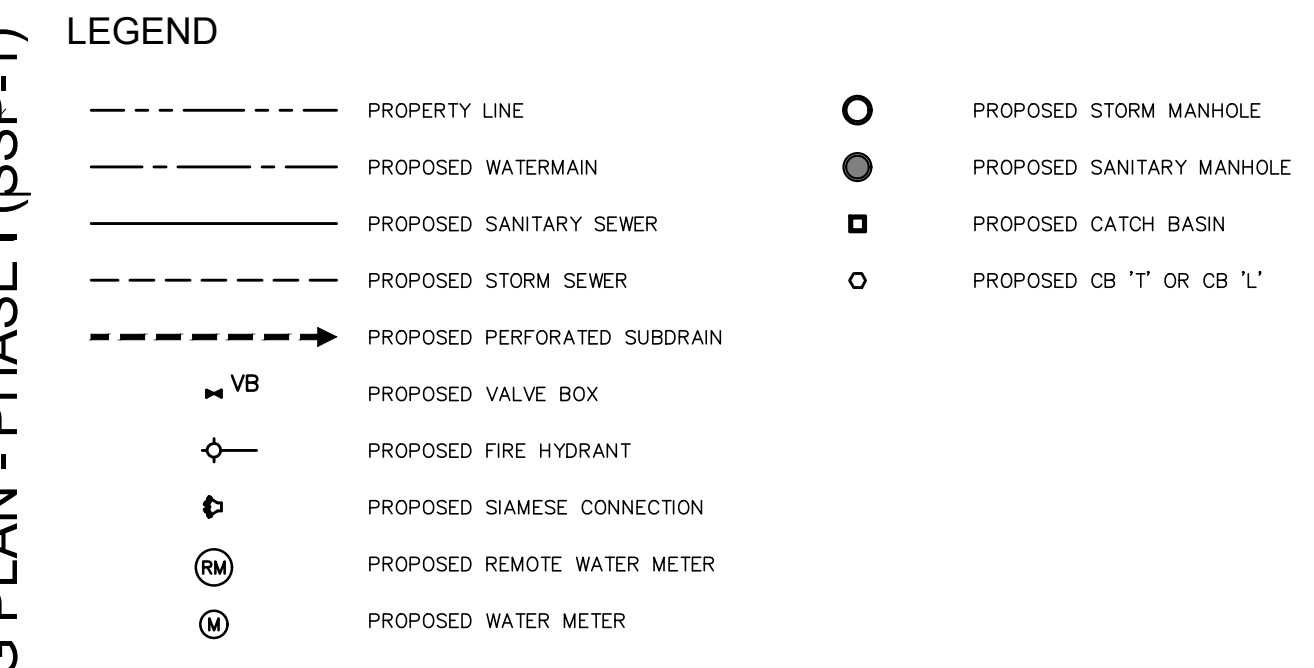 LEGEND
PROPERTY LINE
PROPOSED WATERMAIN
PROPOSED SANITARY SEWER
PROPOSED STORM SEWER
PROPOSED PERFORATED SUBDRAIN
VB PROPOSED VALVE BOX
PROPOSED FIRE HYDRANT
PROPOSED SIAMESE CONNECTION
RM PROPOSED REMOTE WATER METER
M PROPOSED WATER METER
PROPOSED STORM MANHOLE
PROPOSED SANITARY MANHOLE
PROPOSED CATCH BASIN
PROPOSED CB 'T' OR CB 'L'
PLAN - PHASE